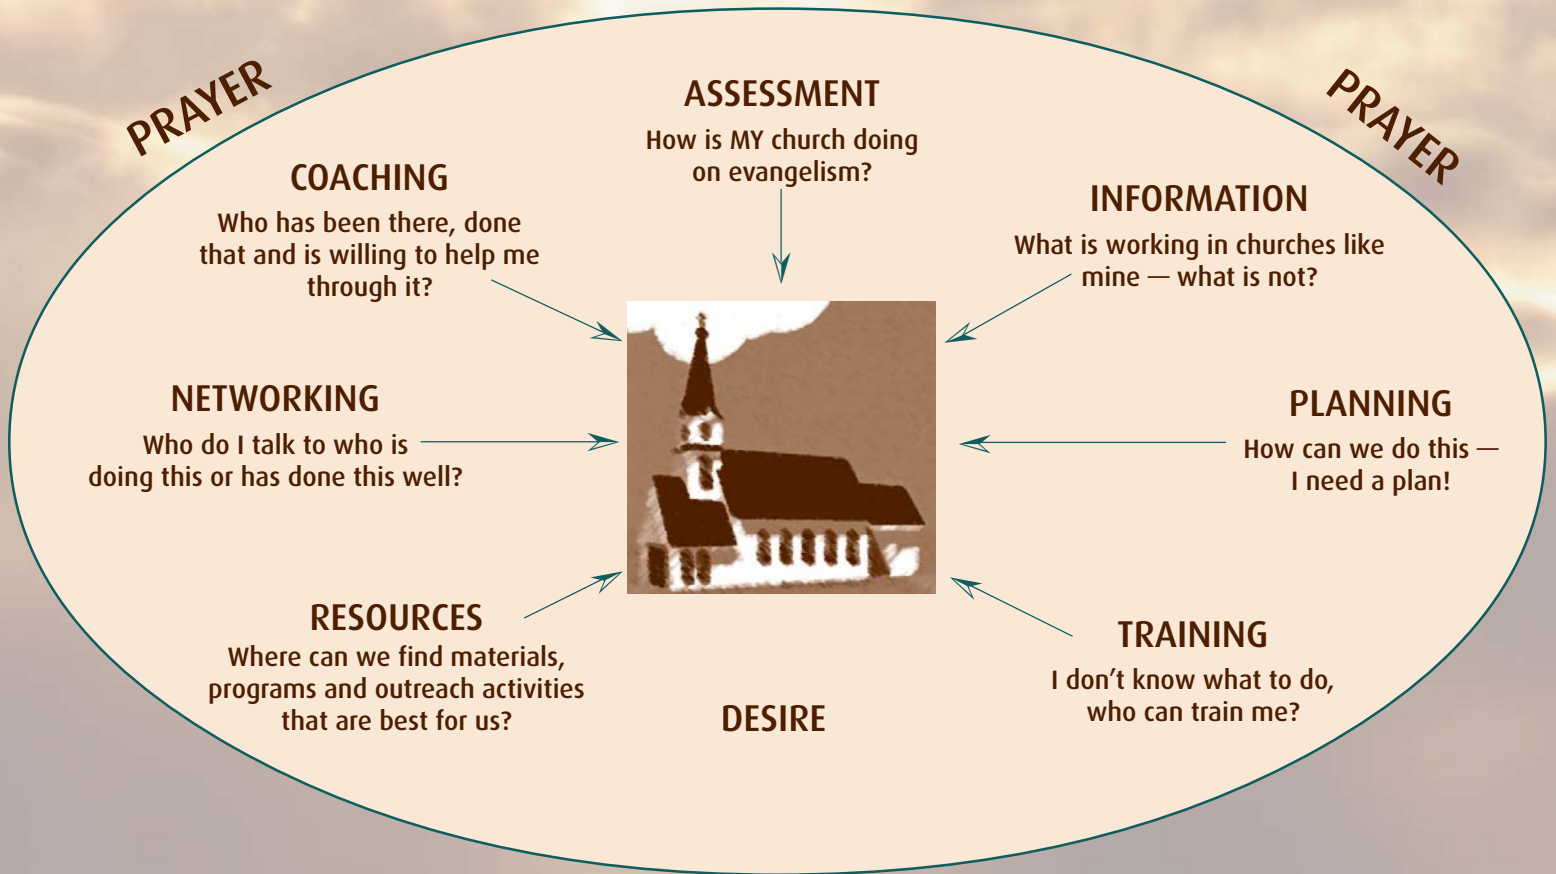 PRAYER
PRAYER
ASSESSMENT
How is MY church doing
on evangelism?
COACHING
Who has been there, done
that and is willing to help me
through it?
INFORMATION
What is working in churches like
mine — what is not?
NETWORKING
Who do I talk to who is
doing this or has done this well?
PLANNING
How can we do this —
I need a plan!
RESOURCES
Where can we find materials,
programs and outreach activities
that are best for us?
TRAINING
I don’t know what to do,
who can train me?
DESIRE